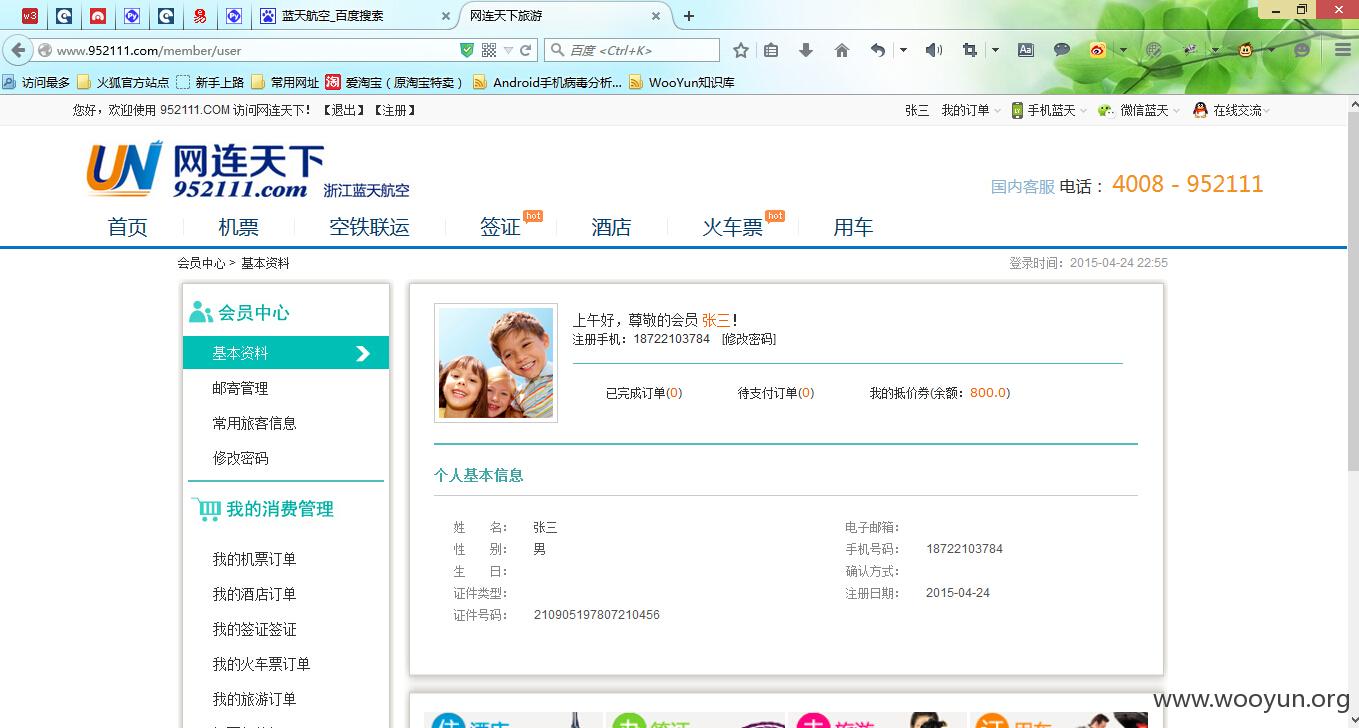 w3
易
蓝天航空_百度搜索
网连天下旅游
www.952111.com/member/user
百度 <Ctrl+K>
访问最多 火狐官方站点 新手上路 常用网址 淘 爱淘宝（原淘宝特卖） Android手机病毒分析... WooYun知识库
您好，欢迎使用 952111.COM 访问网连天下！ 【退出】 【注册】
张三 我的订单 手机蓝天 微信蓝天 在线交流
UN 网连天下
952111.com 浙江蓝天航空
国内客服 电话： 4008 - 952111
首页 机票 空铁联运 签证 hot 酒店 火车票 hot 用车
会员中心 > 基本资料
登录时间：2015-04-24 22:55
会员中心
基本资料
邮寄管理
常用旅客信息
修改密码
我的消费管理
我的机票订单
我的酒店订单
我的签证签证
我的火车票订单
我的旅游订单
上午好，尊敬的会员 张三！
注册手机：18722103784 [修改密码]
已完成订单(0) 待支付订单(0) 我的抵价券(余额：800.0)
个人基本信息
姓 名： 张三 电子邮箱：
性 别： 男 手机号码： 18722103784
生 日： 确认方式：
证件类型： 注册日期： 2015-04-24
证件号码： 210905197807210456
www.wooyun.org